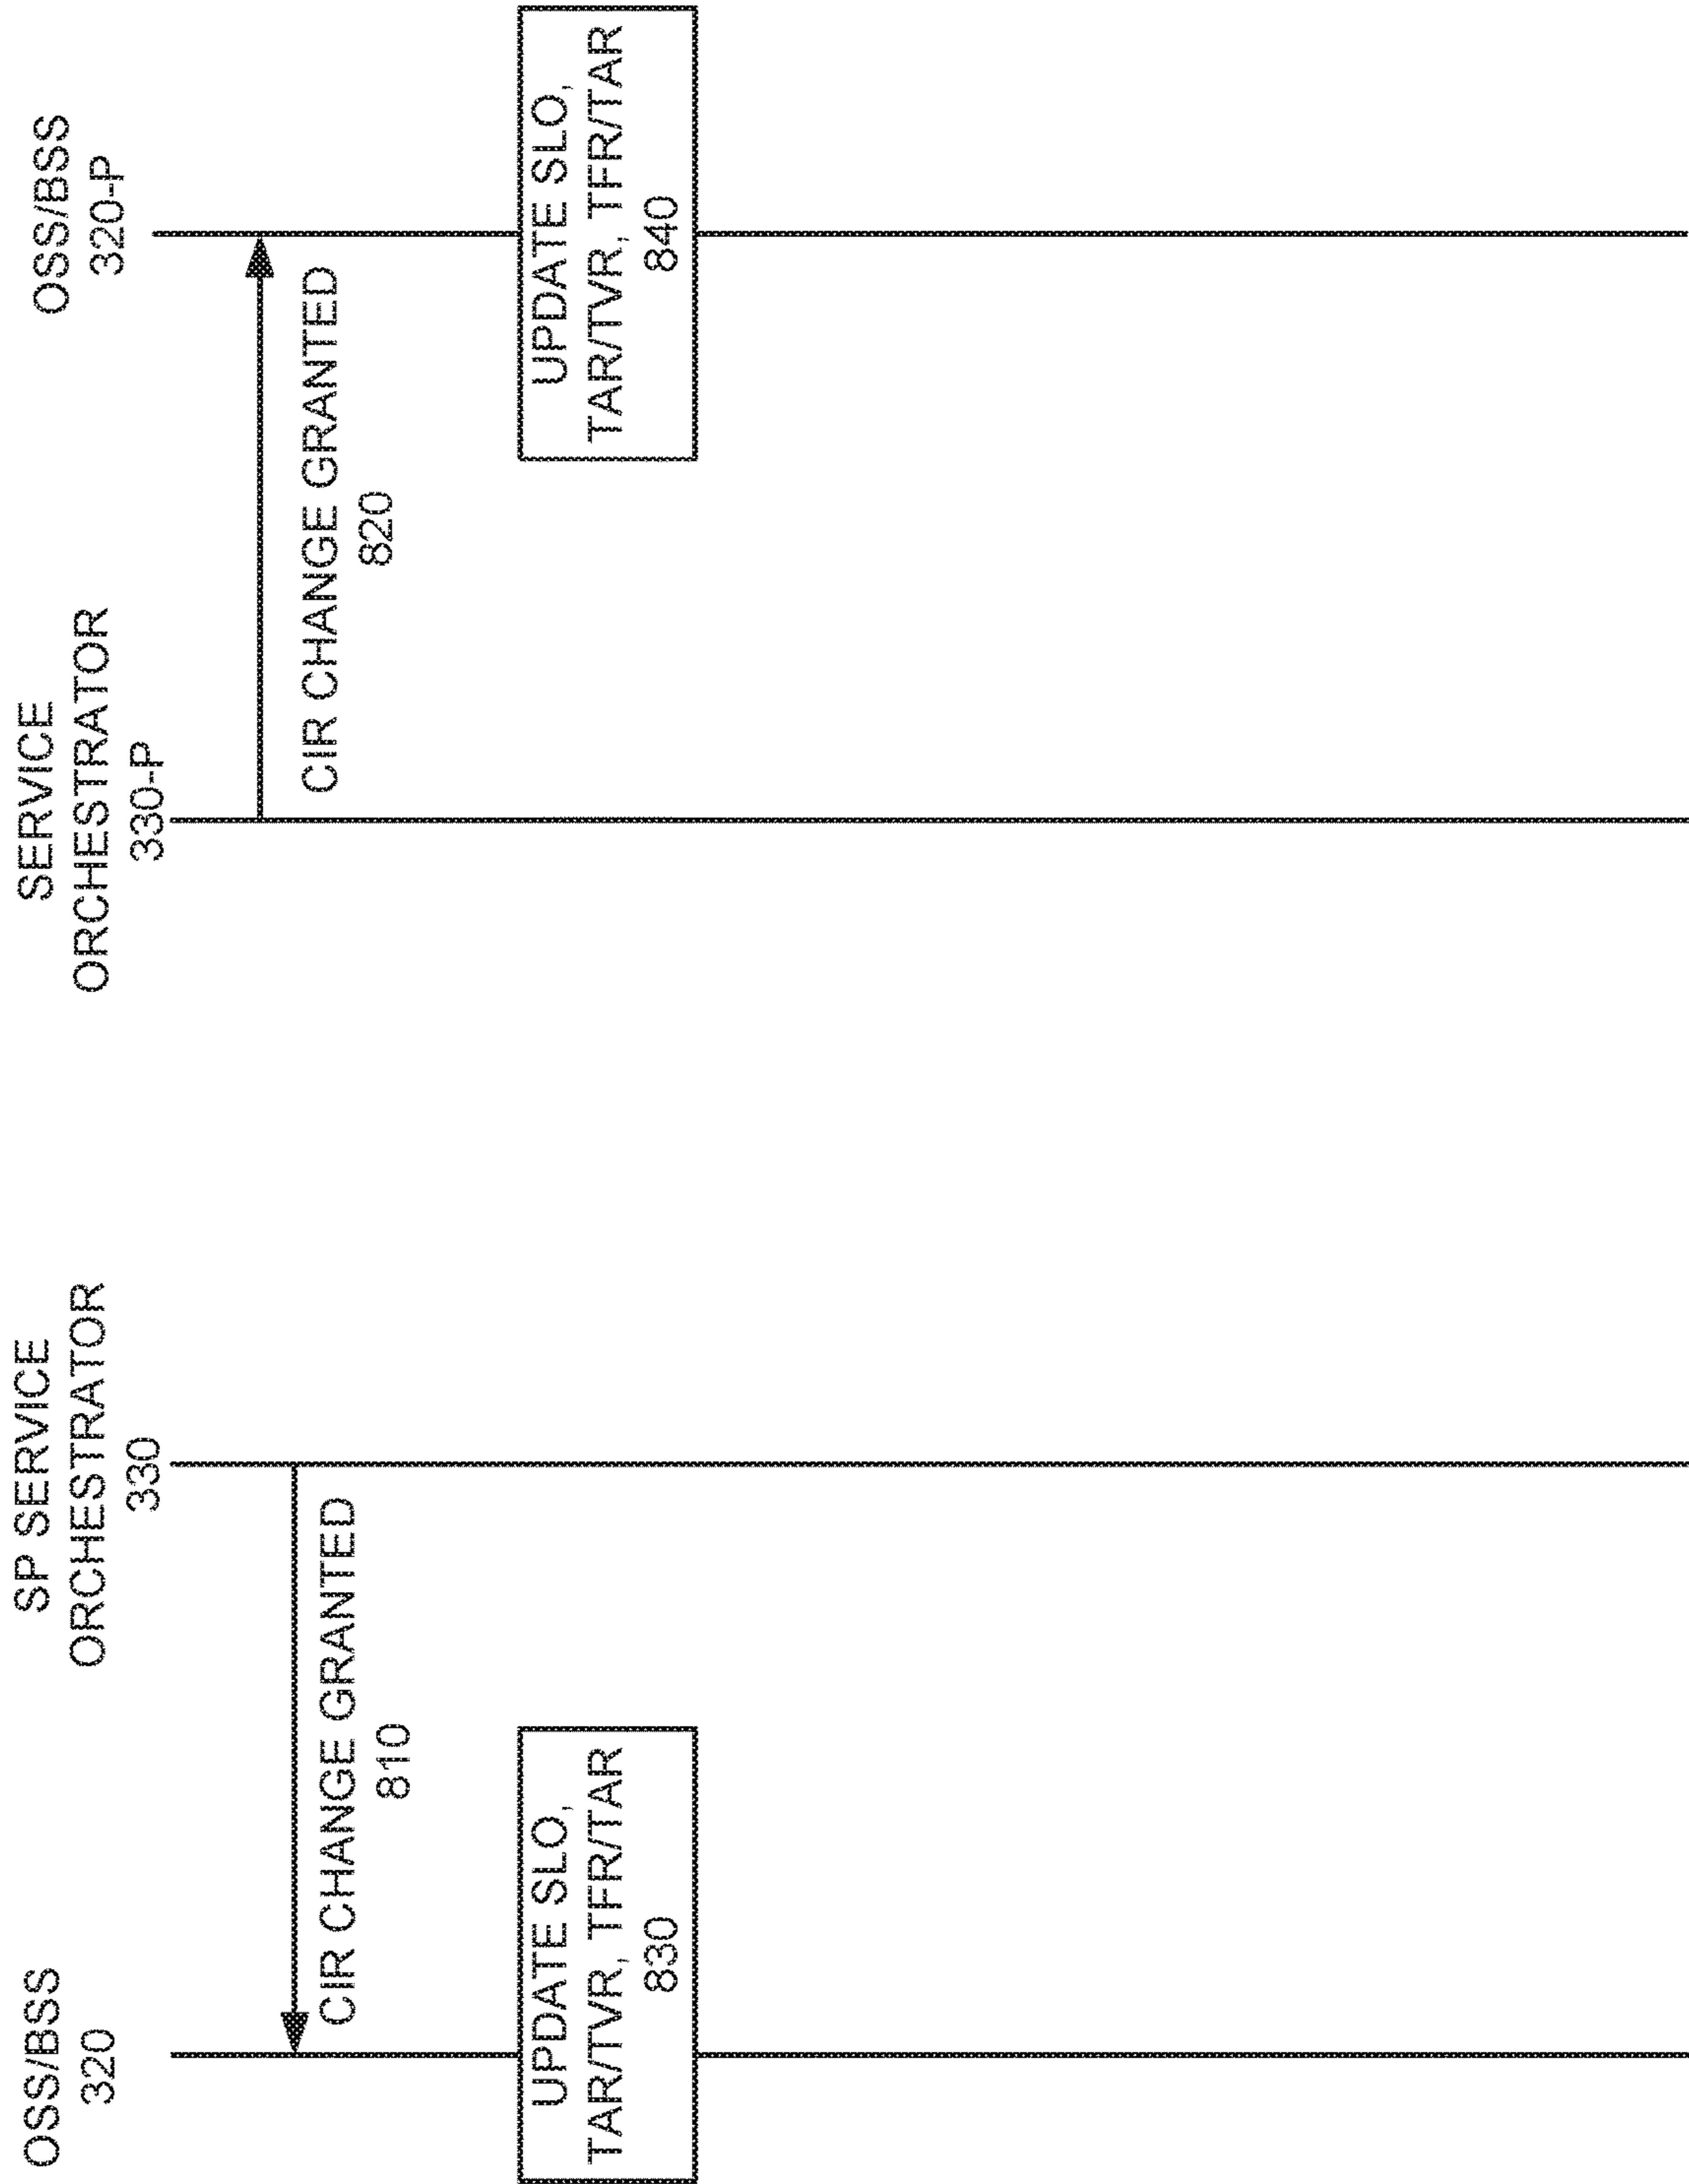 OSS/BSS
320
SP SERVICE
ORCHESTRATOR
330
SERVICE
ORCHESTRATOR
330-P
OSS/BSS
320-P
CIR CHANGE GRANTED
810
CIR CHANGE GRANTED
820
UPDATE SLO,
TAR/TVR, TFR/TAR
830
UPDATE SLO,
TAR/TVR, TFR/TAR
840